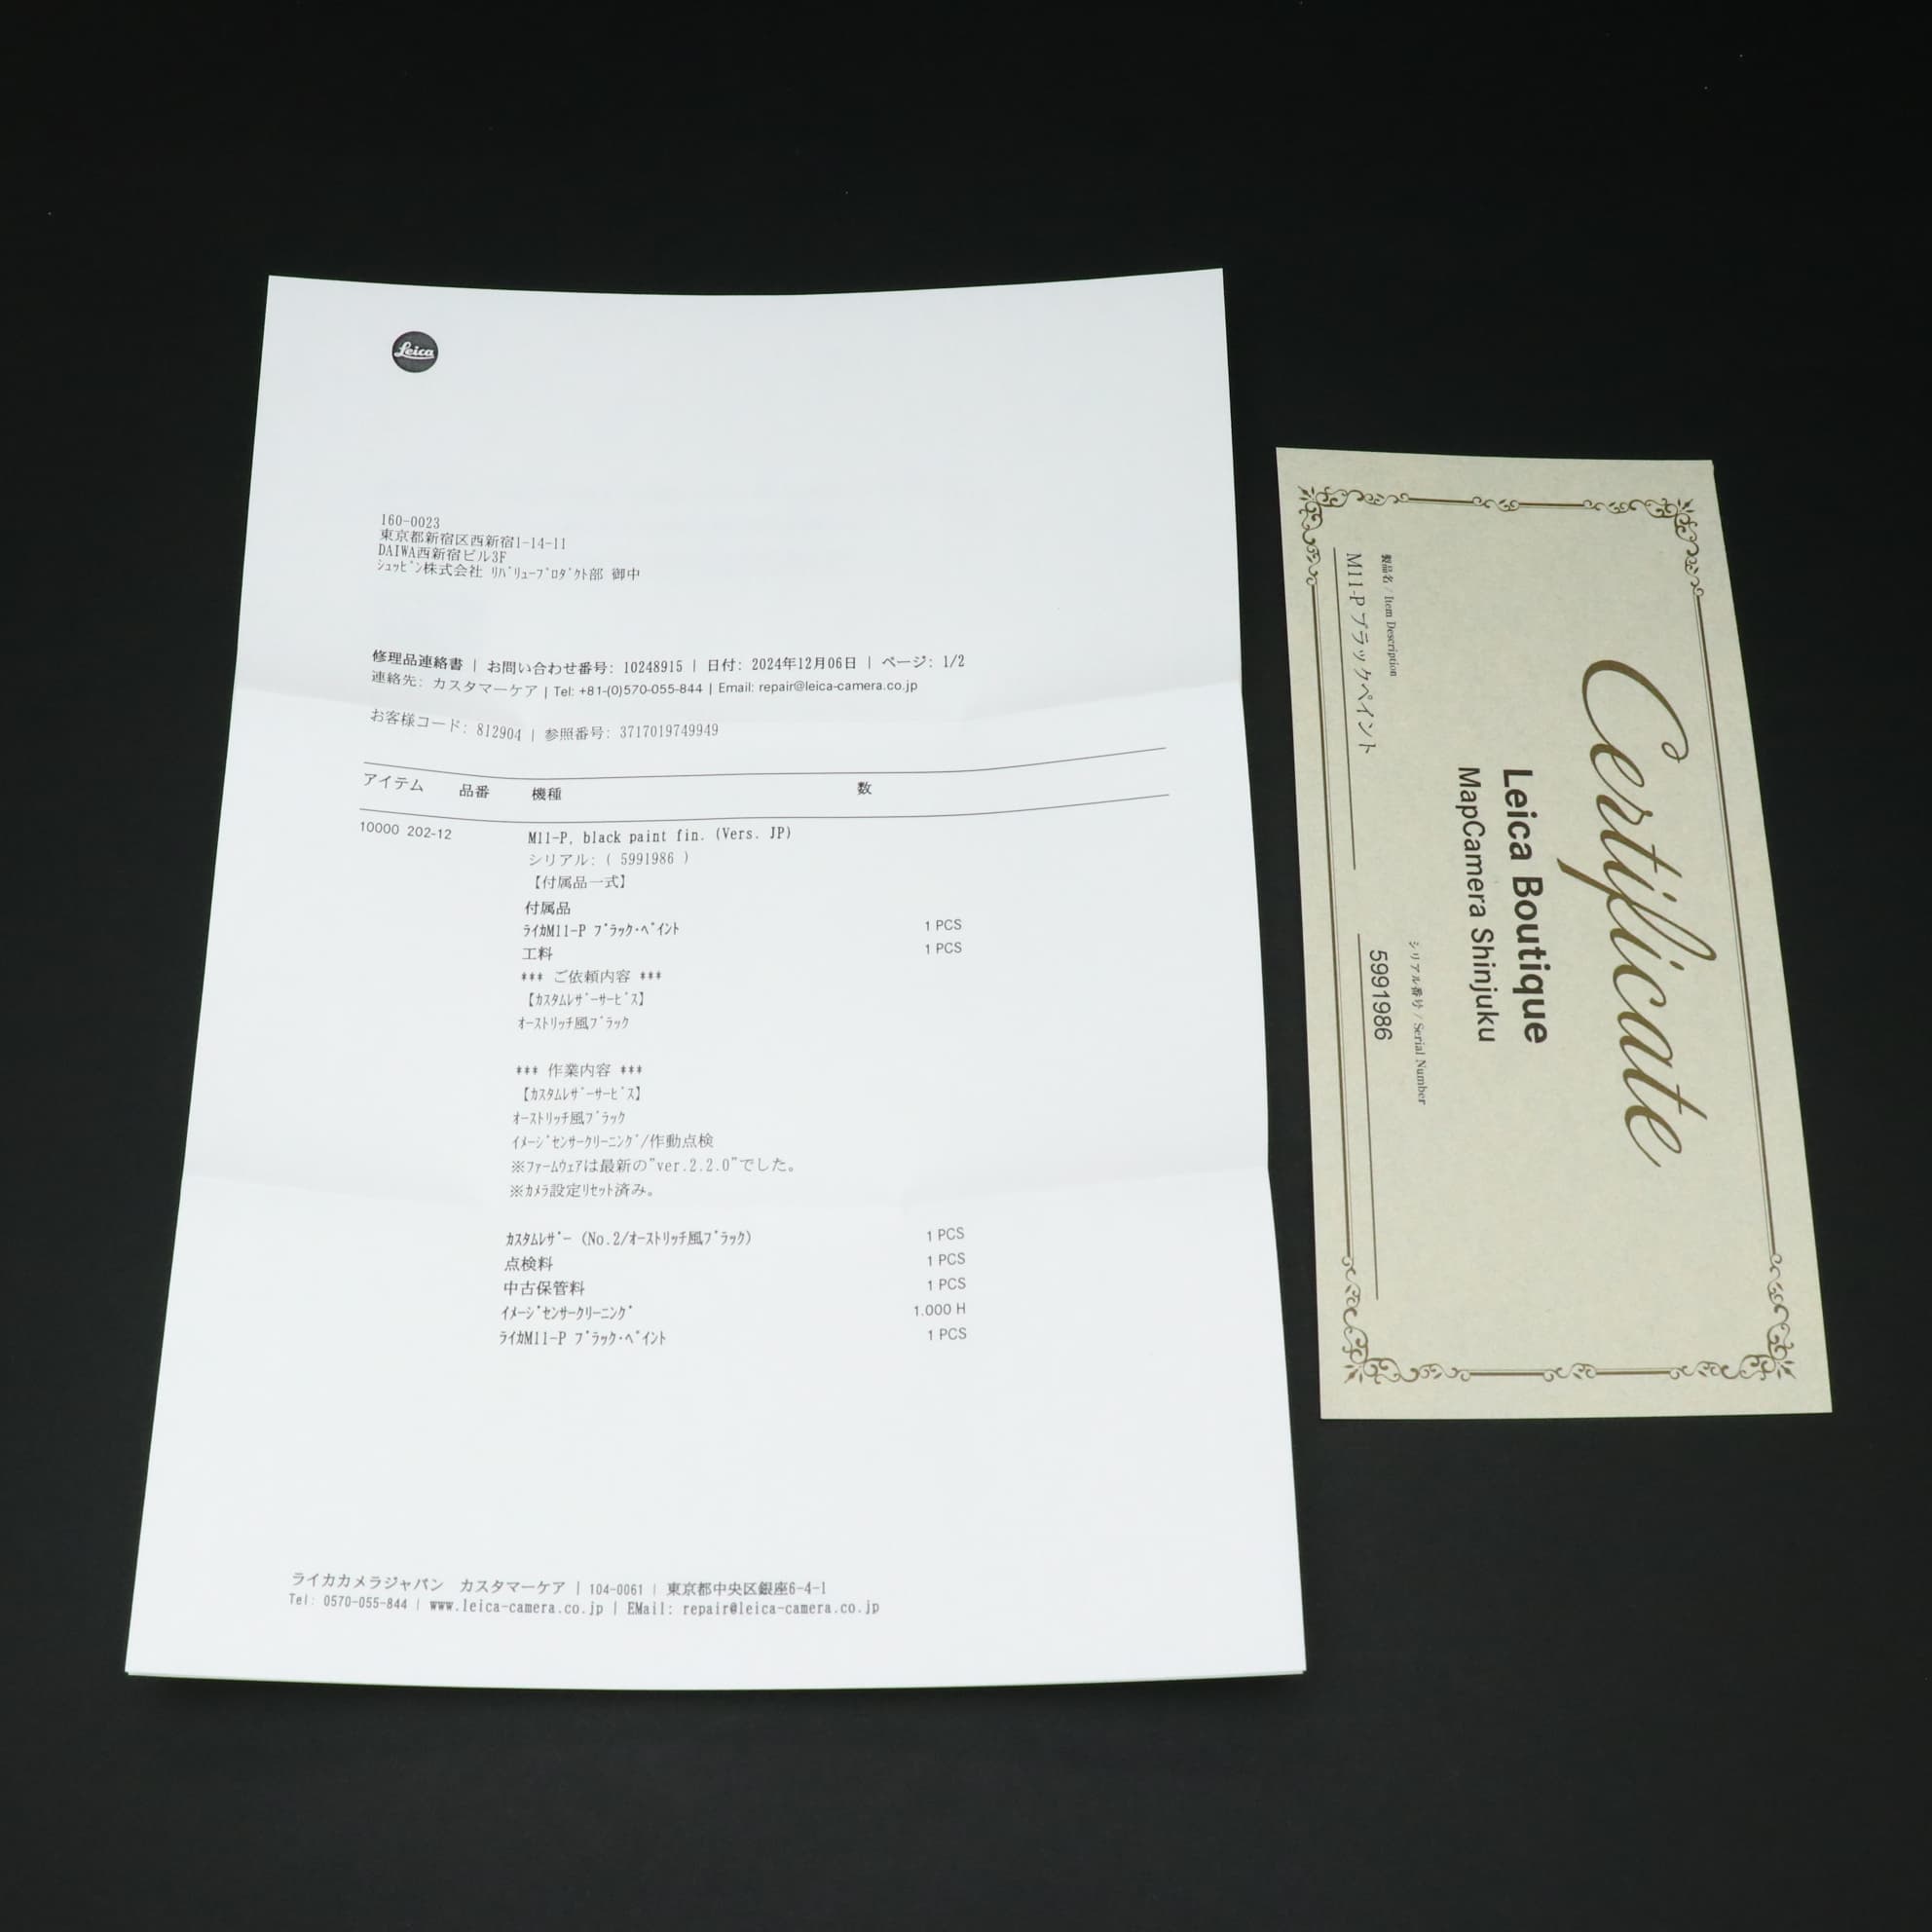 Leica
160-0023
東京都新宿区西新宿1-14-11
DAIWA西新宿ビル3F
ｼｭｯﾋﾟﾝ株式会社 ﾘﾊﾞﾘｭｰﾌﾟﾛﾀﾞｸﾄ部 御中
修理品連絡書 | お問い合わせ番号: 10248915 | 日付: 2024年12月06日 | ページ: 1/2
連絡先: カスタマーケア | Tel: +81-(0)570-055-844 | Email: repair@leica-camera.co.jp
お客様コード: 812904 | 参照番号: 3717019749949
アイテム 品番 機種 数
10000 202-12 M11-P, black paint fin. (Vers. JP)
シリアル: ( 5991986 )
【付属品一式】
付属品
ﾗｲｶM11-P ﾌﾞﾗｯｸ･ﾍﾟｲﾝﾄ 1 PCS
工料 1 PCS
*** ご依頼内容 ***
【ｶｽﾀﾑﾚｻﾞｰｻｰﾋﾞｽ】
ｵｰｽﾄﾘｯﾁ風ﾌﾞﾗｯｸ
*** 作業内容 ***
【ｶｽﾀﾑﾚｻﾞｰｻｰﾋﾞｽ】
ｵｰｽﾄﾘｯﾁ風ﾌﾞﾗｯｸ
ｲﾒｰｼﾞｾﾝｻｰｸﾘｰﾆﾝｸﾞ/作動点検
※ﾌｧｰﾑｳｪｱは最新の"ver.2.2.0"でした。
※ｶﾒﾗ設定ﾘｾｯﾄ済み。
ｶｽﾀﾑﾚｻﾞｰ (No.2/ｵｰｽﾄﾘｯﾁ風ﾌﾞﾗｯｸ) 1 PCS
点検料 1 PCS
中古保管料 1 PCS
ｲﾒｰｼﾞｾﾝｻｰｸﾘｰﾆﾝｸﾞ 1.000 H
ﾗｲｶM11-P ﾌﾞﾗｯｸ･ﾍﾟｲﾝﾄ 1 PCS
ライカカメラジャパン カスタマーケア | 104-0061 | 東京都中央区銀座6-4-1
Tel: 0570-055-844 | www.leica-camera.co.jp | EMail: repair@leica-camera.co.jp
Certificate
Leica Boutique
MapCamera Shinjuku
製品名 / Item Description
M11-P ブラックペイント
シリアル番号 / Serial Number
5991986